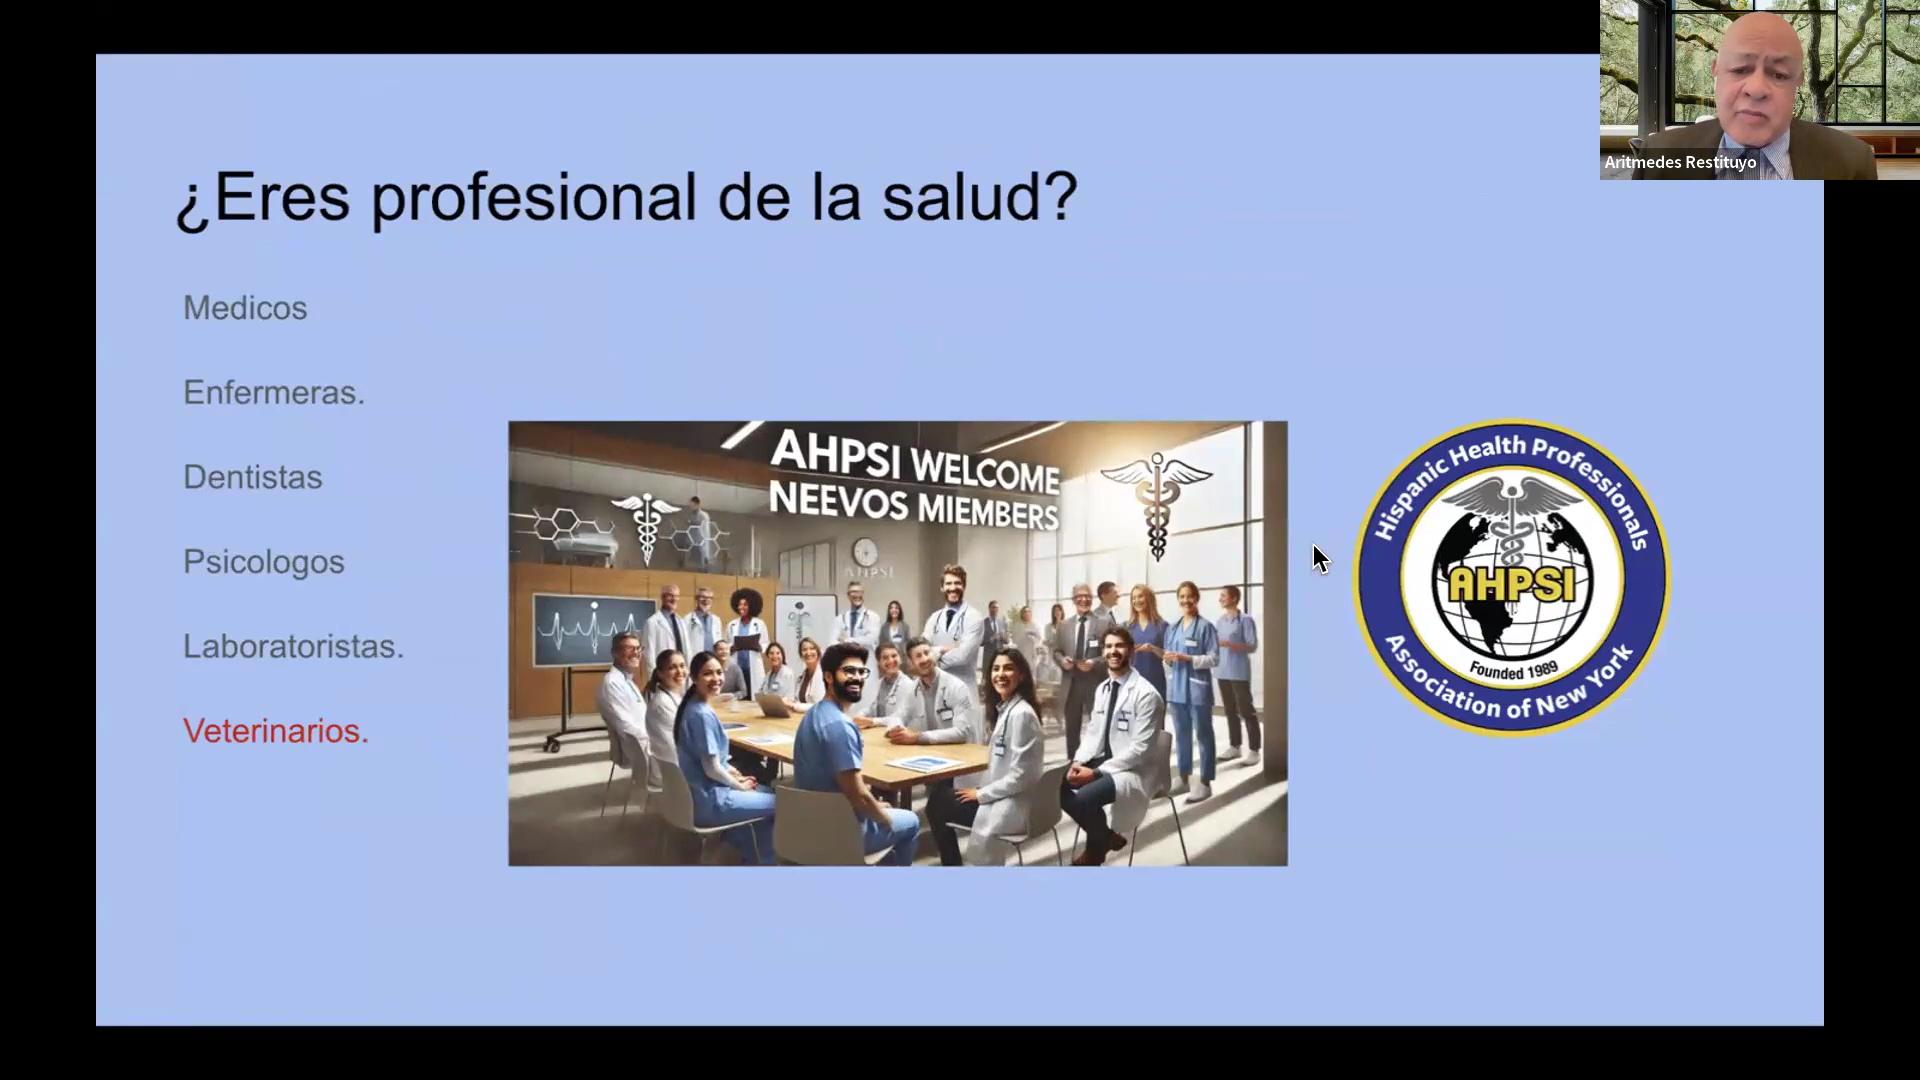 Aritmedes Restituyo
¿Eres profesional de la salud?
Medicos
Enfermeras.
Dentistas
Psicologos
Laboratoristas.
Veterinarios.
AHPSI WELCOME
NEEVOS MIEMBERS
AHPSI
Hispanic Health Professionals
AHPSI
Founded 1989
Association of New York